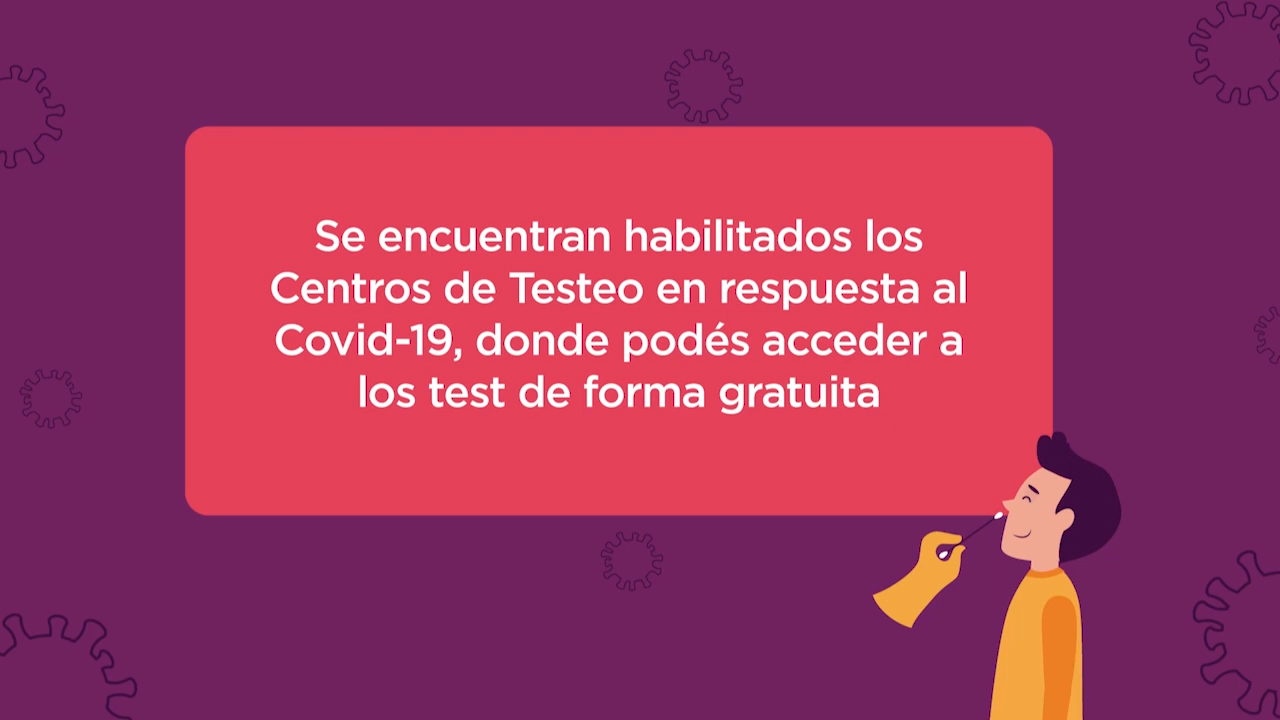 Se encuentran habilitados los
Centros de Testeo en respuesta al
Covid-19, donde podés acceder a
los test de forma gratuita